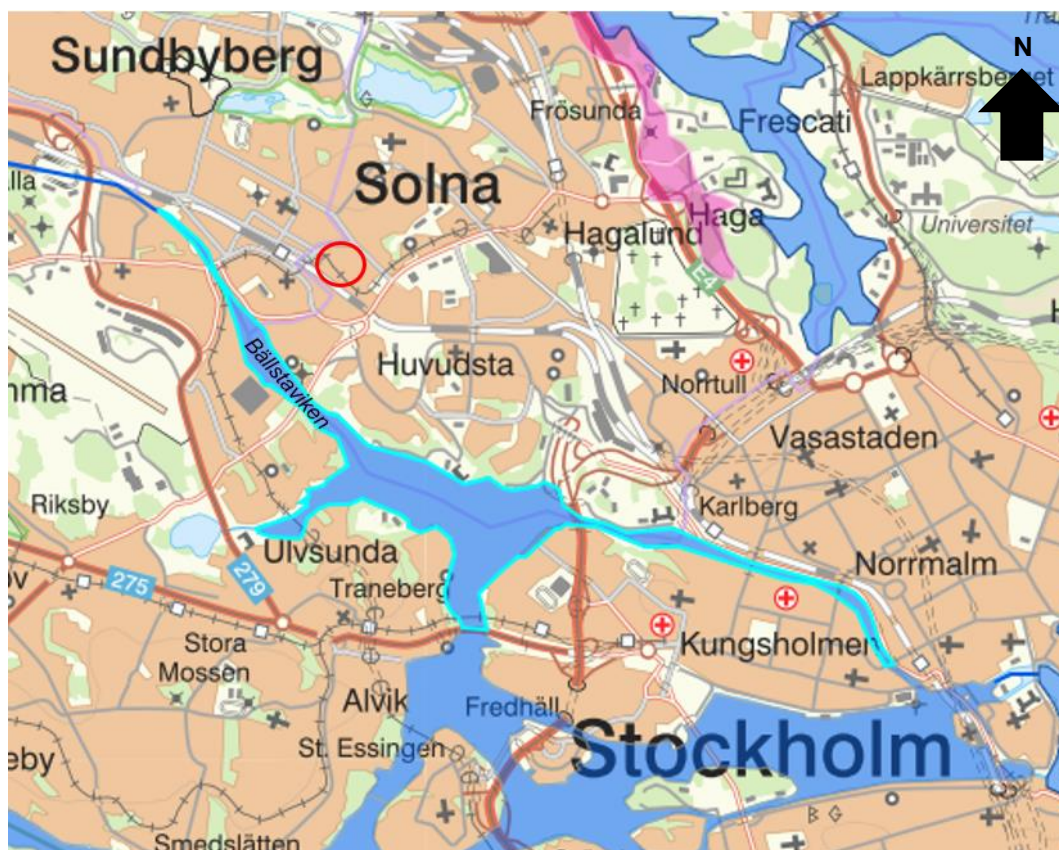 Sundbyberg
N
Lappkärrsberget
Frösunda
Frescati
Solna
Haga
Universitet
Hagalund
E4
Bällstaviken
Huvudsta
Norrtull
Vasastaden
Riksby
Karlberg
Ulvsunda
Norrmalm
275
279
Traneberg
Stora
Mossen
Kungsholmen
Alvik
Fredhäll
Stockholm
St. Essingen
eby
Smedslätten